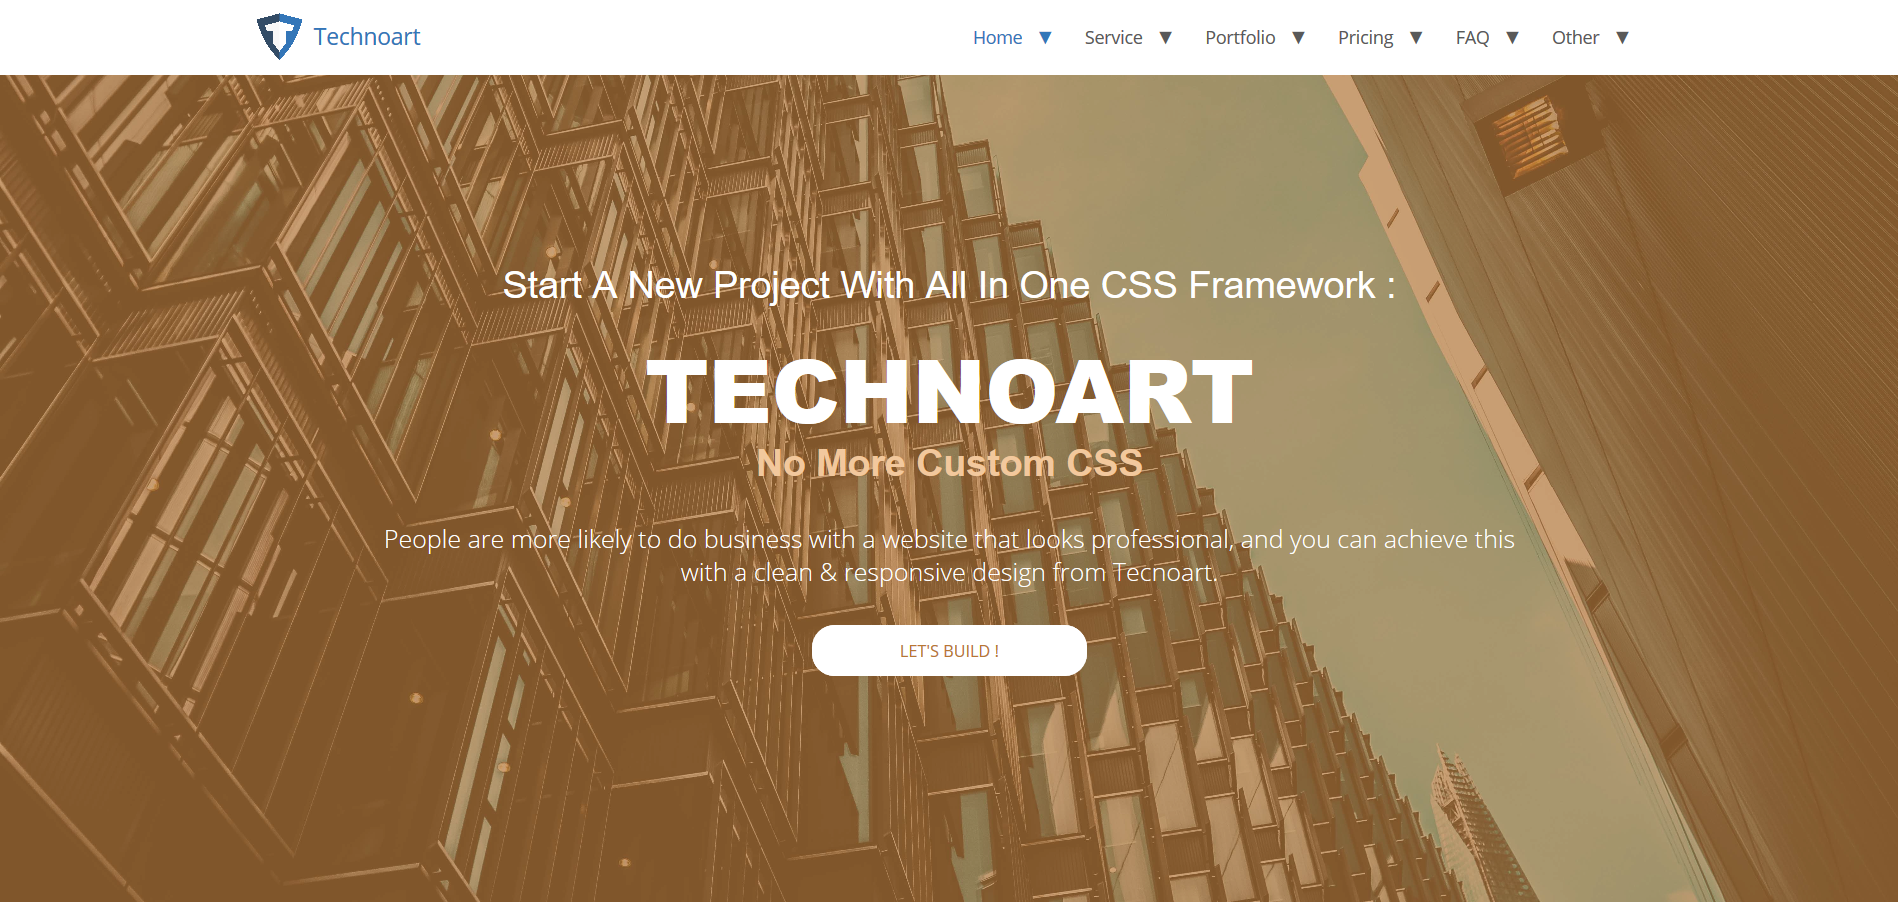 Technoart
Home ▼ Service ▼ Portfolio ▼ Pricing ▼ FAQ ▼ Other ▼
Start A New Project With All In One CSS Framework :
TECHNOART
No More Custom CSS
People are more likely to do business with a website that looks professional, and you can achieve this
with a clean & responsive design from Tecnoart.
LET'S BUILD !